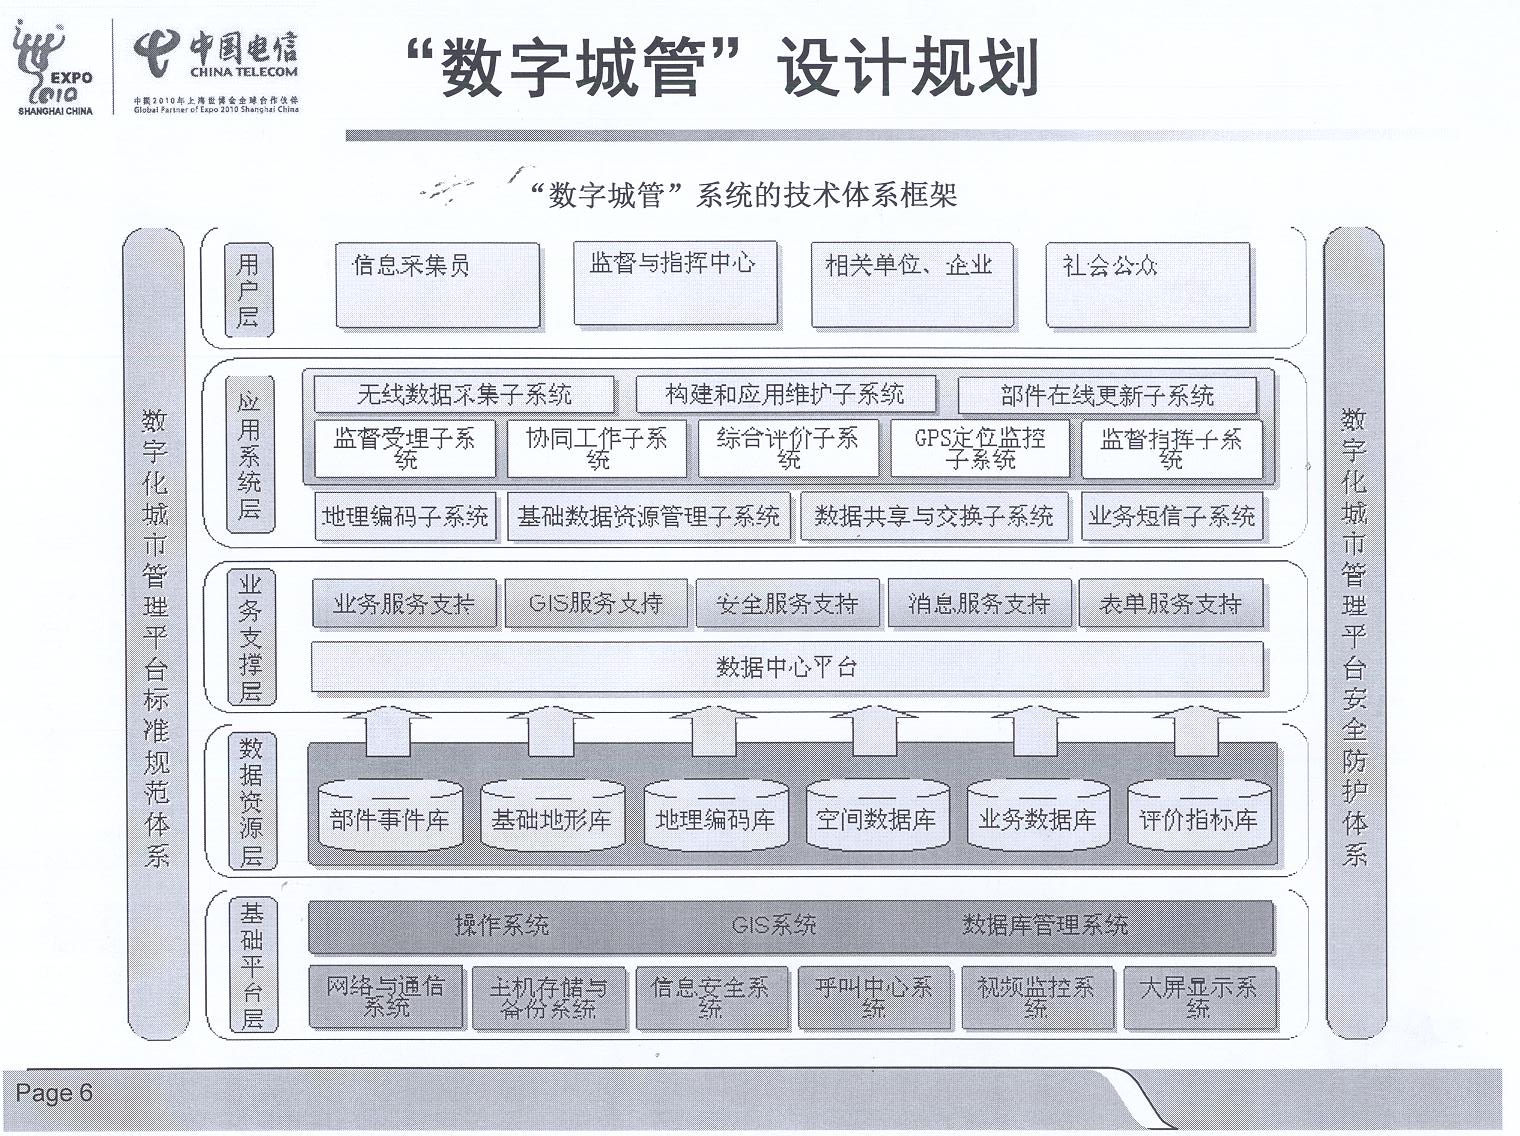 EXPO
2010
SHANGHAI CHINA
中国电信
CHINA TELECOM
中国2010年上海世博会全球合作伙伴
Global Partner of Expo 2010 Shanghai China
“数字城管”设计规划
“数字城管”系统的技术体系框架
数字化城市管理平台标准规范体系
用户层
信息采集员
监督与指挥中心
相关单位、企业
社会公众
应用系统层
无线数据采集子系统
构建和应用维护子系统
部件在线更新子系统
监督受理子系
统
协同工作子系
统
综合评价子系
统
GPS定位监控
子系统
监督指挥子系
统
地理编码子系统
基础数据资源管理子系统
数据共享与交换子系统
业务短信子系统
业务支撑层
业务服务支持
GIS服务支持
安全服务支持
消息服务支持
表单服务支持
数据中心平台
数据资源层
部件事件库
基础地形库
地理编码库
空间数据库
业务数据库
评价指标库
基础平台层
操作系统
GIS系统
数据库管理系统
网络与通信
系统
主机存储与
备份系统
信息安全系
统
呼叫中心系
统
视频监控系
统
大屏显示系
统
数字化城市管理平台安全防护体系
Page 6